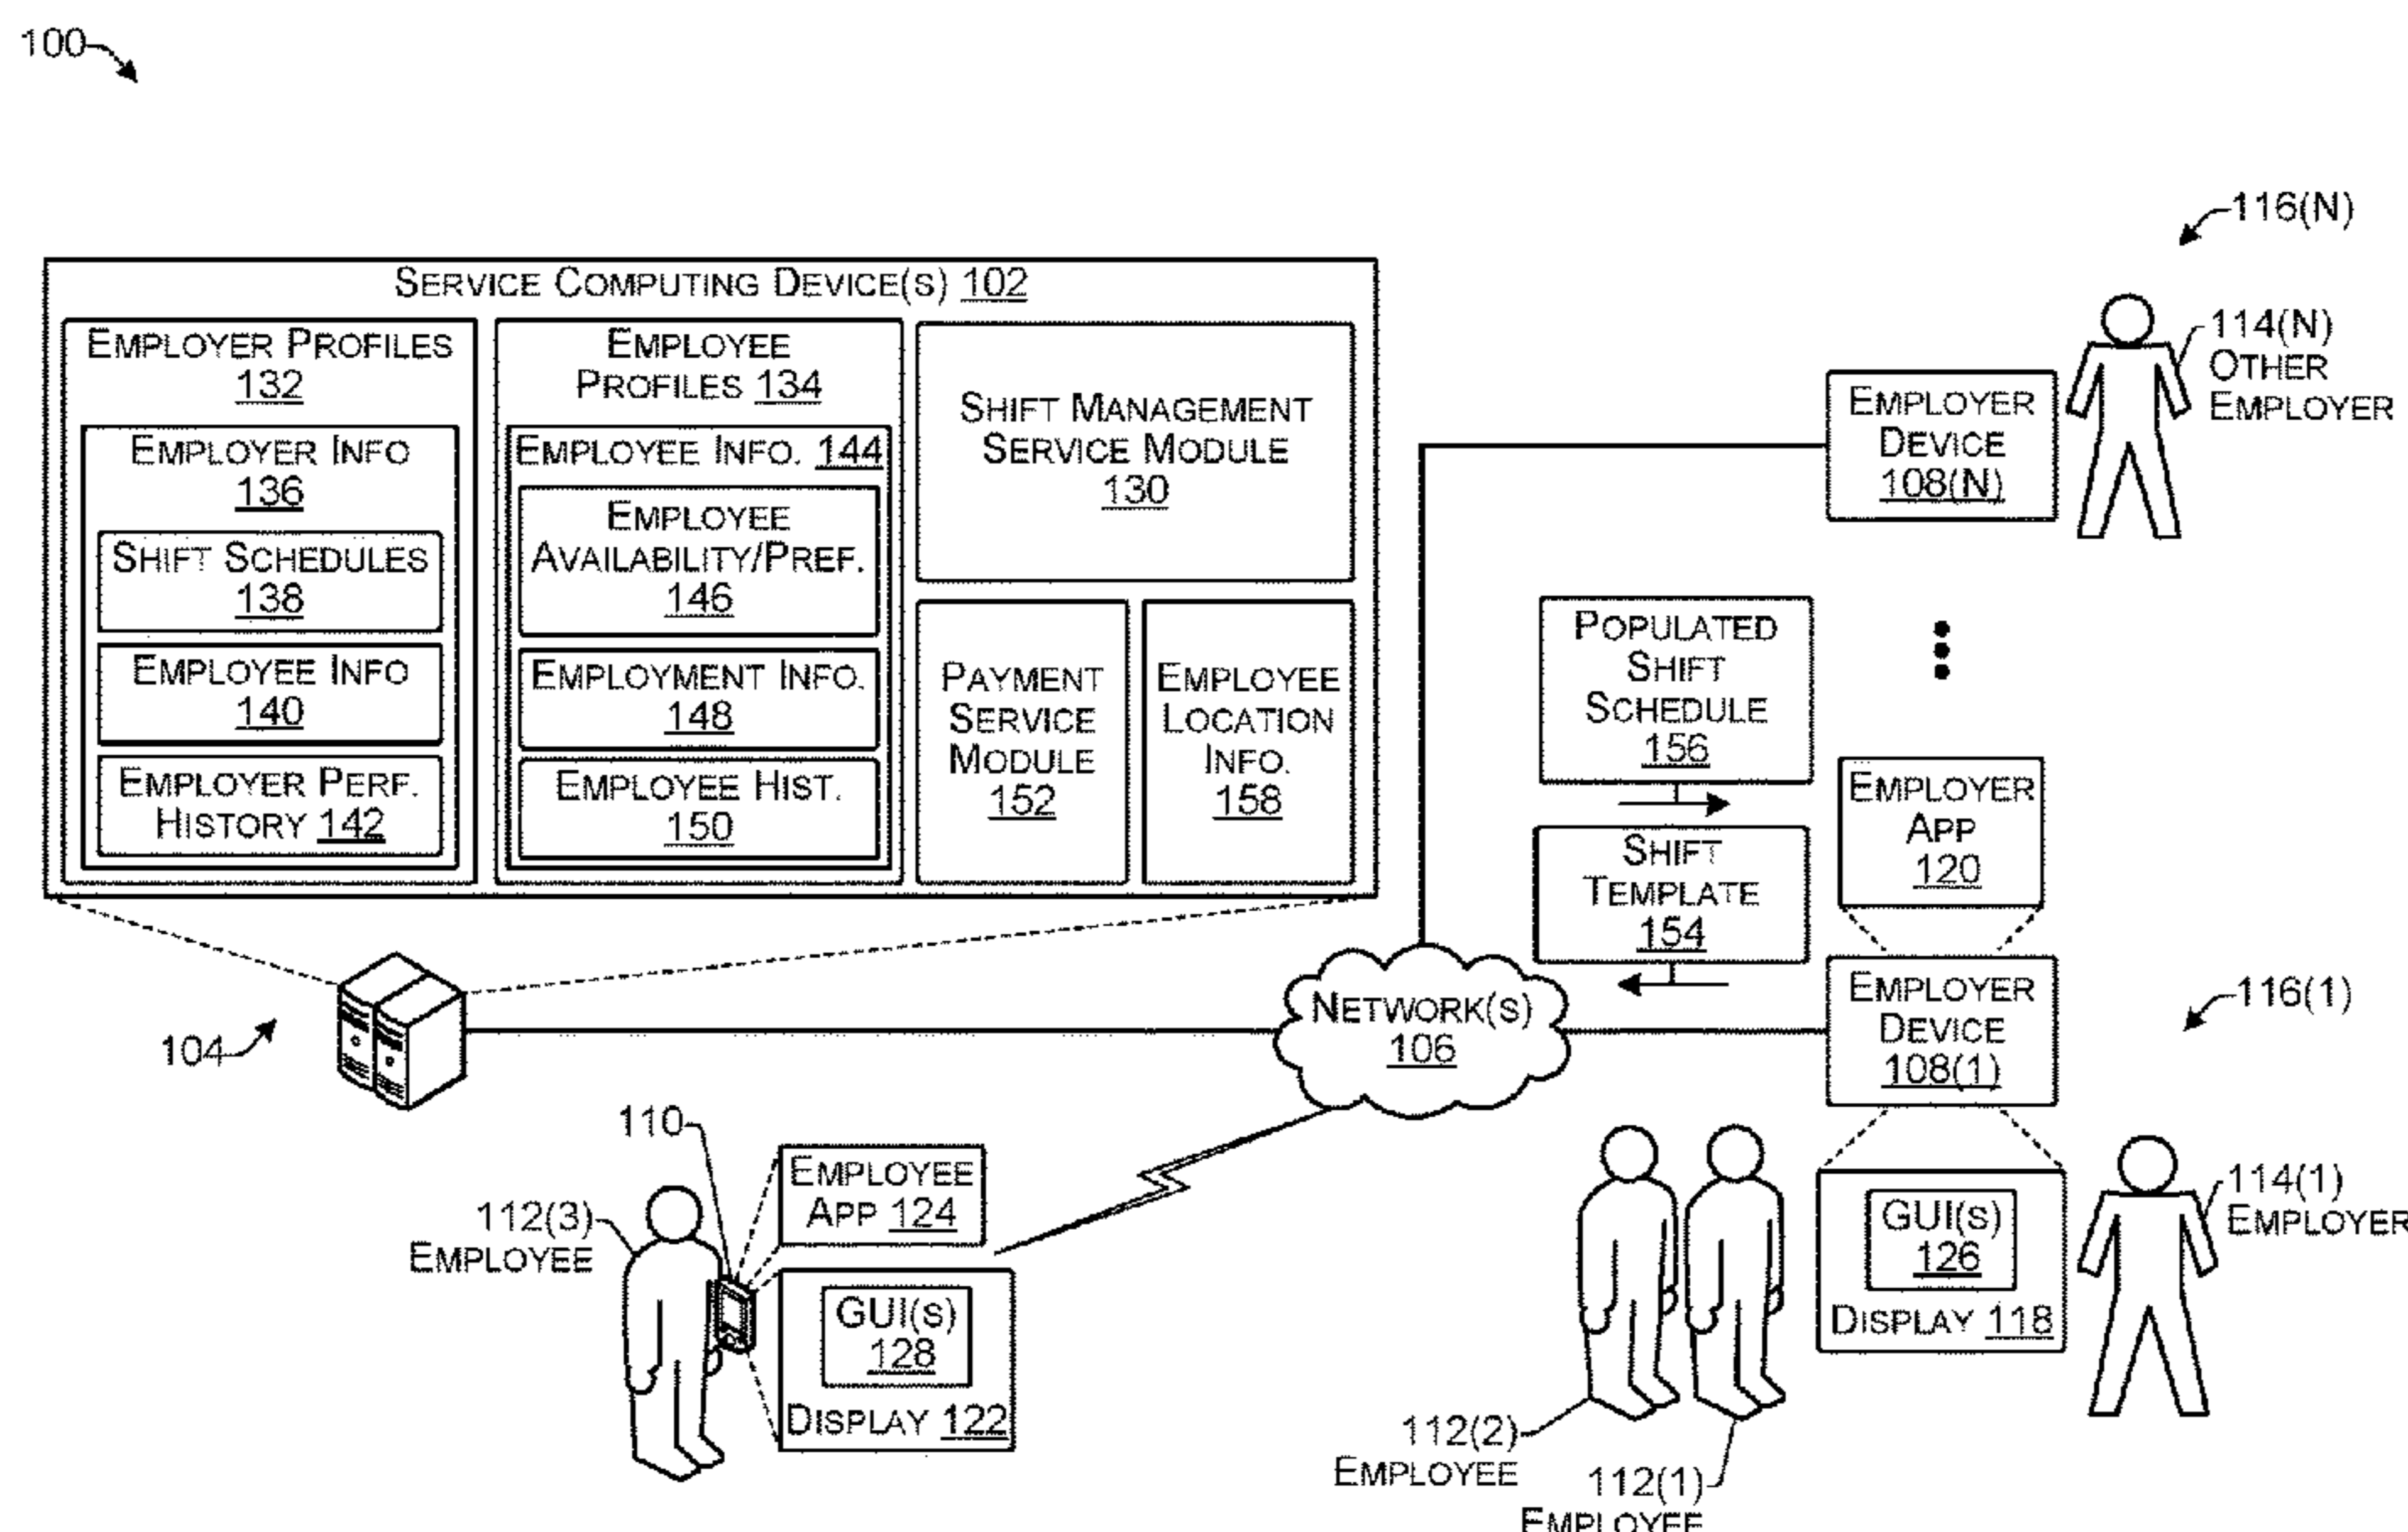 100
SERVICE COMPUTING DEVICE(S) 102
EMPLOYER PROFILES
132
EMPLOYER INFO
136
SHIFT SCHEDULES
138
EMPLOYEE INFO
140
EMPLOYER PERF.
HISTORY 142
EMPLOYEE
PROFILES 134
EMPLOYEE INFO. 144
EMPLOYEE
AVAILABILITY/PREF.
146
EMPLOYMENT INFO.
148
EMPLOYEE HIST.
150
SHIFT MANAGEMENT
SERVICE MODULE
130
PAYMENT
SERVICE
MODULE
152
EMPLOYEE
LOCATION
INFO.
158
116(N)
114(N)
OTHER
EMPLOYER
EMPLOYER
DEVICE
108(N)
POPULATED
SHIFT
SCHEDULE
156
EMPLOYER
APP
120
SHIFT
TEMPLATE
154
104
NETWORK(S)
106
EMPLOYER
DEVICE
108(1)
116(1)
110
EMPLOYEE
APP 124
112(3)
EMPLOYEE
GUI(S)
128
DISPLAY 122
GUI(S)
126
DISPLAY 118
114(1)
EMPLOYER
112(2)
EMPLOYEE
112(1)
EMPLOYEE